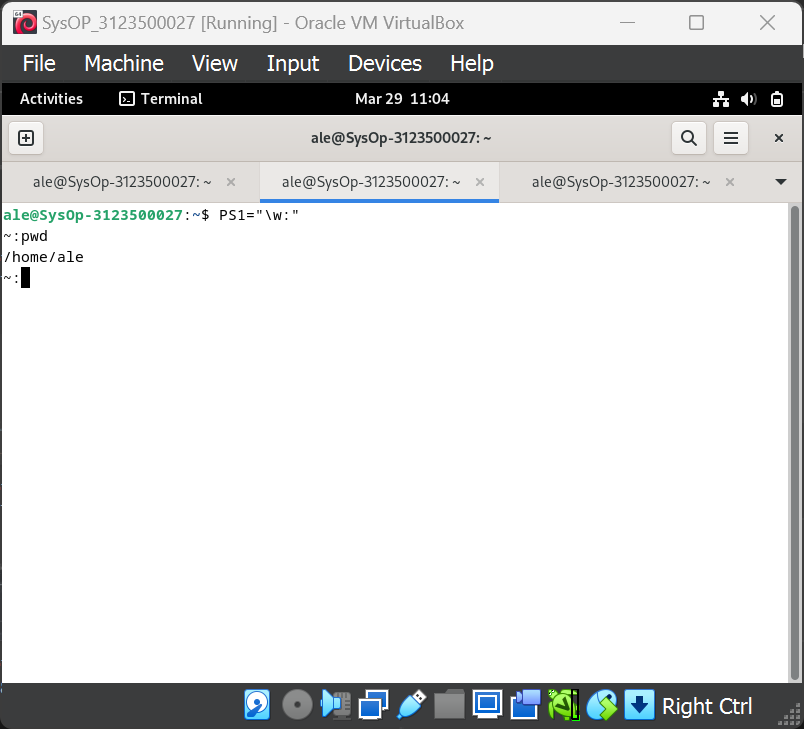 SysOP_3123500027 [Running] - Oracle VM VirtualBox
File Machine View Input Devices Help
Activities Terminal Mar 29 11:04
ale@SysOp-3123500027: ~
ale@SysOp-3123500027: ~ ale@SysOp-3123500027: ~ ale@SysOp-3123500027: ~
ale@SysOp-3123500027:~$ PS1="\w:"
~:pwd
/home/ale
~:
Right Ctrl